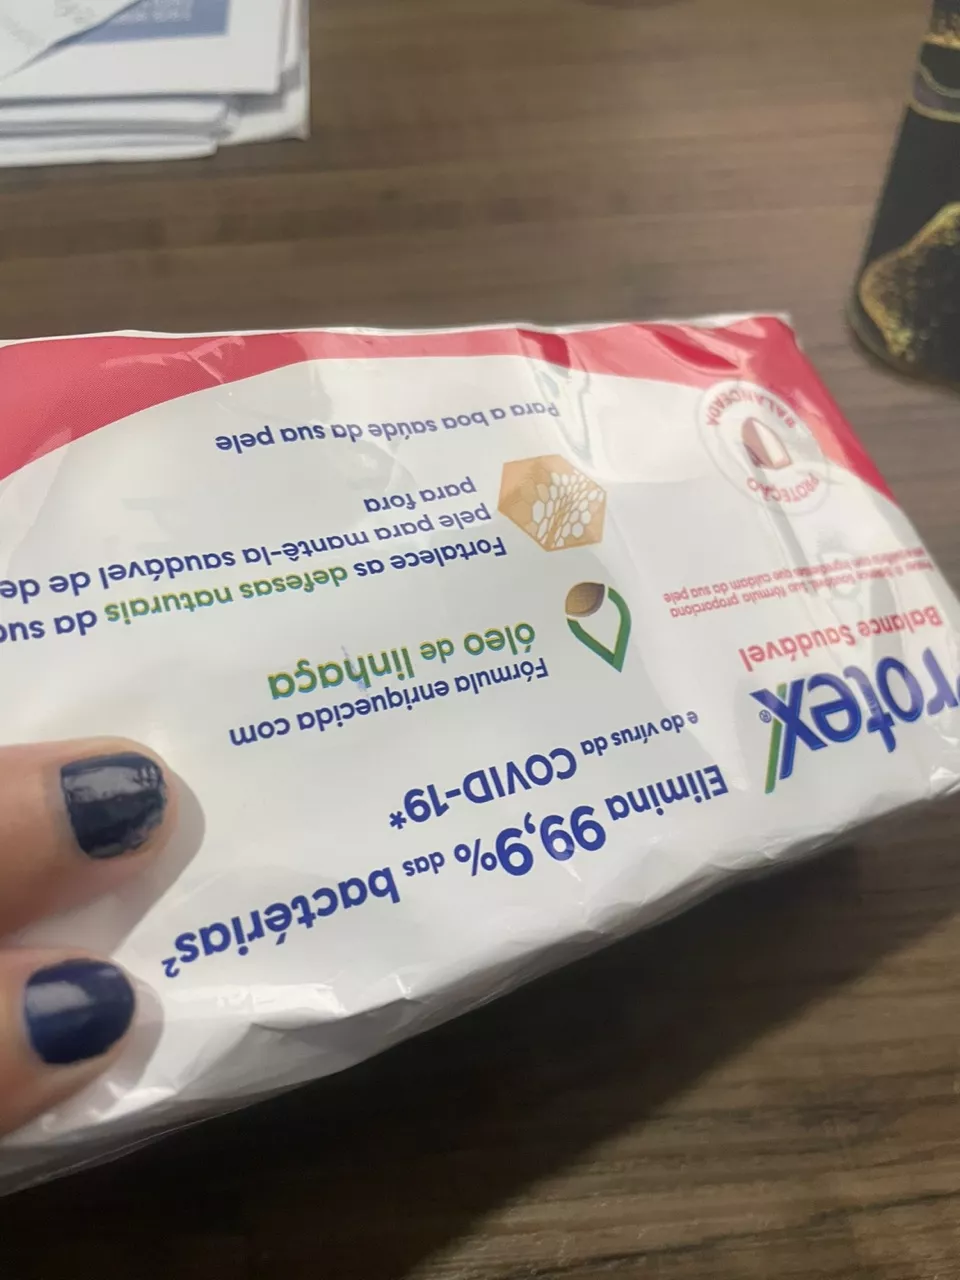 Protex®
Balance Saudável
PROTEÇÃO
BALANCEADA
Elimina 99,9% das bactérias²
e do vírus da COVID-19*
Fórmula enriquecida com
óleo de linhaça
Fortalece as defesas naturais da sua
pele para mantê-la saudável de de
para fora
Para a boa saúde da sua pele